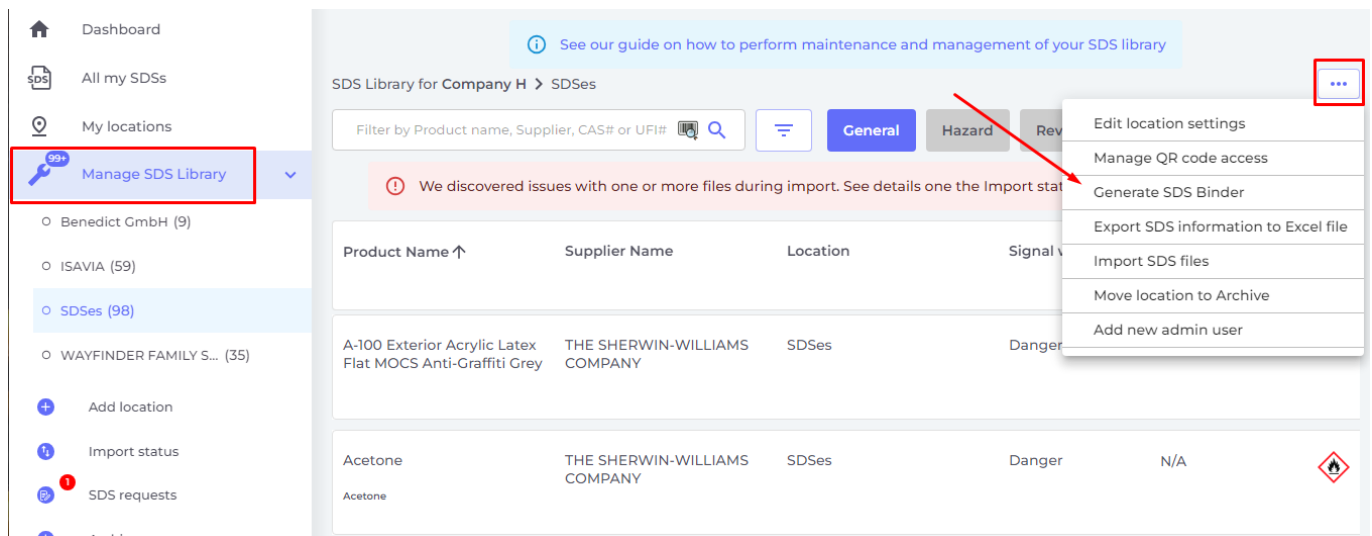 Dashboard
SDS
All my SDSs
My locations
99+
Manage SDS Library
Benedict GmbH (9)
ISAVIA (59)
SDSes (98)
WAYFINDER FAMILY S... (35)
Add location
Import status
1
SDS requests
See our guide on how to perform maintenance and management of your SDS library
SDS Library for Company H > SDSes
...
Filter by Product name, Supplier, CAS# or UFI#
General
Hazard
Rev
Edit location settings
Manage QR code access
Generate SDS Binder
Export SDS information to Excel file
Import SDS files
Move location to Archive
Add new admin user
We discovered issues with one or more files during import. See details one the Import stat
Product Name
Supplier Name
Location
Signal
A-100 Exterior Acrylic Latex
Flat MOCS Anti-Graffiti Grey
THE SHERWIN-WILLIAMS
COMPANY
SDSes
Danger
Acetone
Acetone
THE SHERWIN-WILLIAMS
COMPANY
SDSes
Danger
N/A